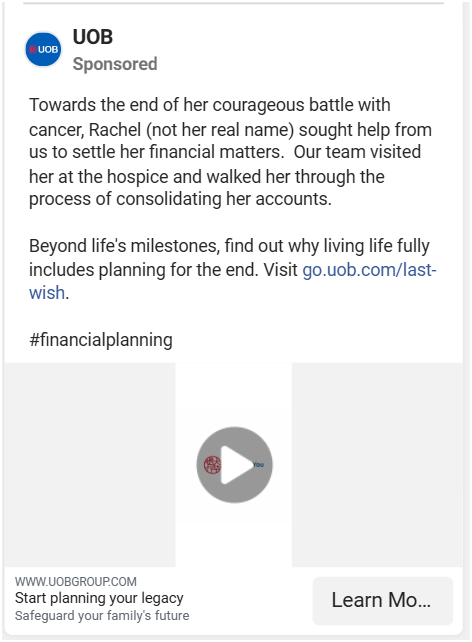 UOB
UOB
Sponsored
Towards the end of her courageous battle with
cancer, Rachel (not her real name) sought help from
us to settle her financial matters.  Our team visited
her at the hospice and walked her through the
process of consolidating her accounts.
Beyond life's milestones, find out why living life fully
includes planning for the end. Visit go.uob.com/last-
wish.
#financialplanning
You
WWW.UOBGROUP.COM
Start planning your legacy
Safeguard your family's future
Learn Mo...